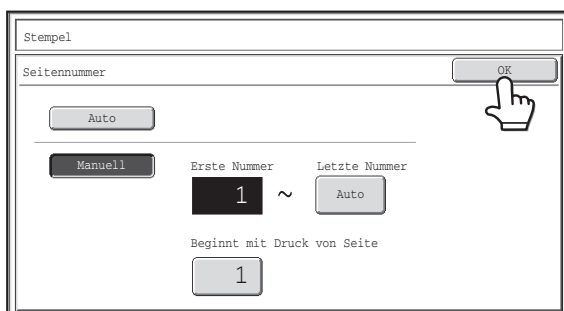 Stempel
Seitennummer OK
Auto
Manuell Erste Nummer Letzte Nummer
1 ~ Auto
Beginnt mit Druck von Seite
1